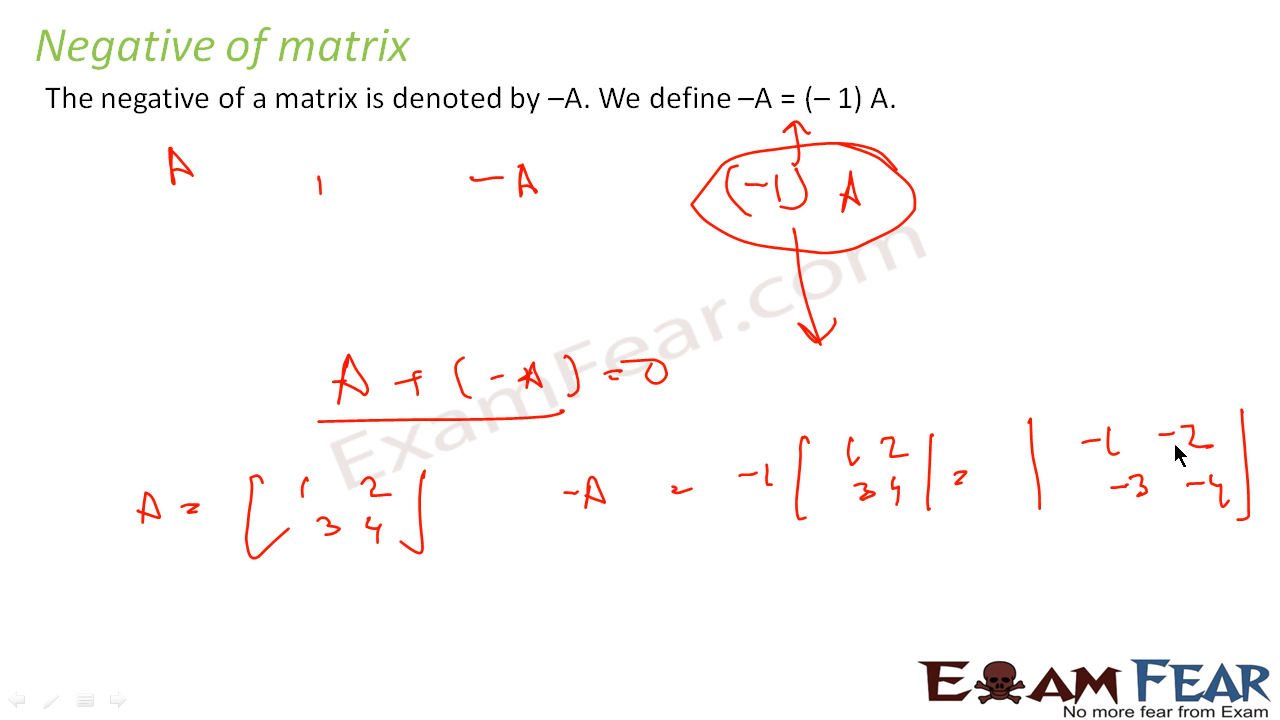 Negative of matrix
The negative of a matrix is denoted by –A. We define –A = (– 1) A.
A , -A (-1) A
A + (-A) = 0
A = [ 1 2 -A = -1 [ 1 2 ] = [ -1 -2 ]
3 4 ] 3 4 -3 -4
ExamFear.com
EXAM FEAR
No more fear from Exam